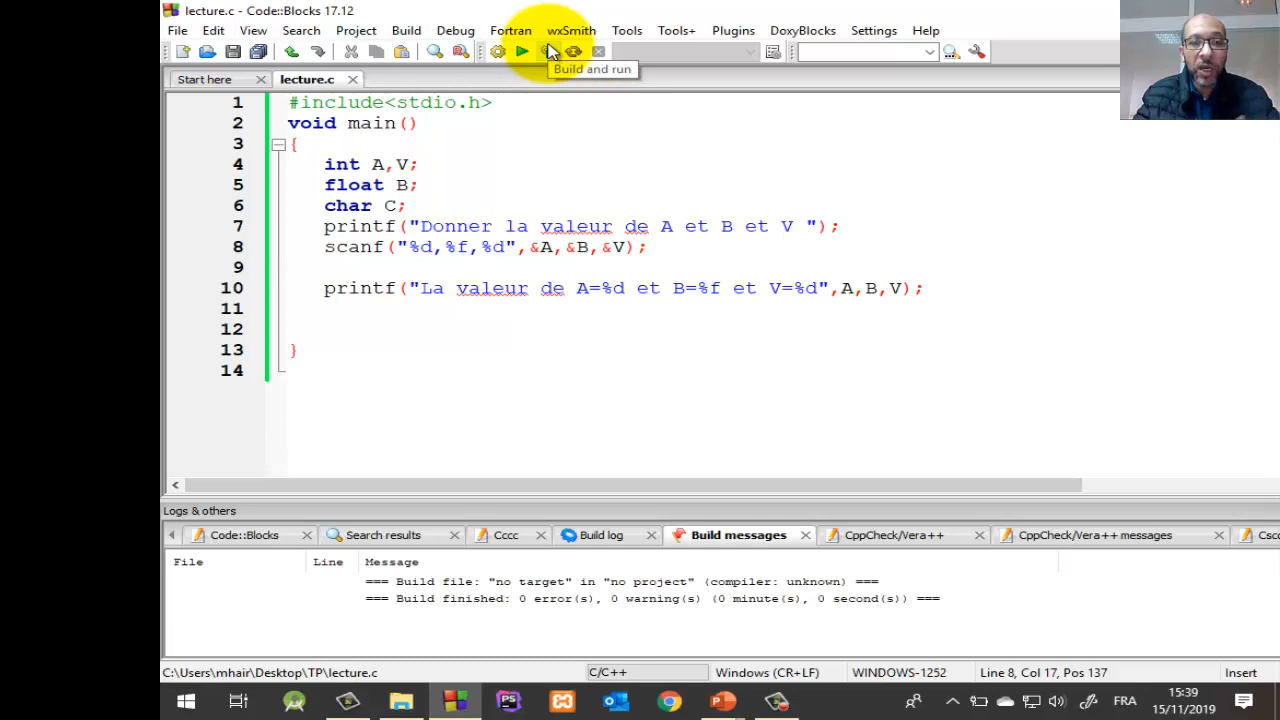 lecture.c - Code::Blocks 17.12
File Edit View Search Project Build Debug Fortran wxSmith Tools Tools+ Plugins DoxyBlocks Settings Help
Build and run
Start here lecture.c
1 #include<stdio.h>
2 void main()
3 {
4 int A,V;
5 float B;
6 char C;
7 printf("Donner la valeur de A et B et V ");
8 scanf("%d,%f,%d",&A,&B,&V);
9
10 printf("La valeur de A=%d et B=%f et V=%d",A,B,V);
11
12
13 }
14
Logs & others
Code::Blocks Search results Cccc Build log Build messages CppCheck/Vera++ CppCheck/Vera++ messages Csco
File Line Message
=== Build file: "no target" in "no project" (compiler: unknown) ===
=== Build finished: 0 error(s), 0 warning(s) (0 minute(s), 0 second(s)) ===
C:\Users\mhair\Desktop\TP\lecture.c C/C++ Windows (CR+LF) WINDOWS-1252 Line 8, Col 17, Pos 137 Insert
PS FRA 15:39
15/11/2019